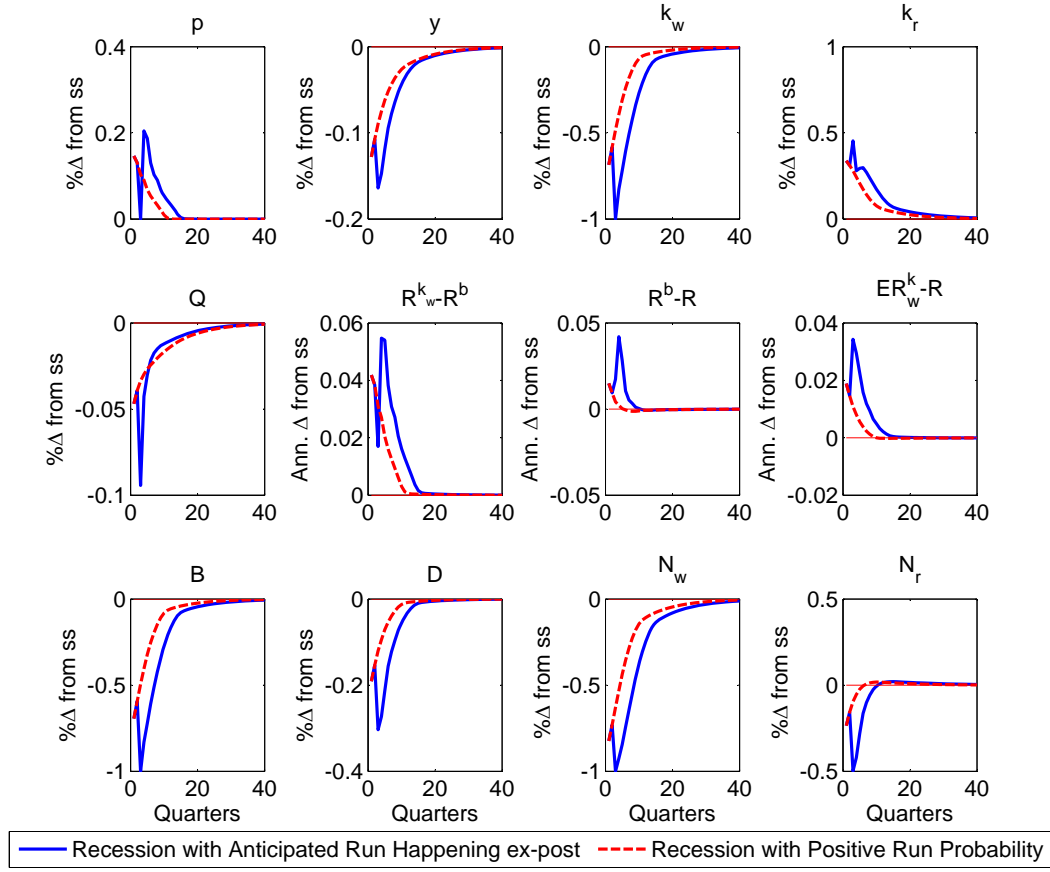 p
y
k_w
k_r
%Δ from ss
0.4
0.2
0
0 20 40
%Δ from ss
0
-0.1
-0.2
0 20 40
%Δ from ss
0
-0.5
-1
0 20 40
%Δ from ss
1
0.5
0
0 20 40
Q
R^{k_w}-R^b
R^b-R
ER_w^k-R
%Δ from ss
0
-0.05
-0.1
0 20 40
Ann. Δ from ss
0.06
0.04
0.02
0
0 20 40
Ann. Δ from ss
0.05
0
-0.05
0 20 40
Ann. Δ from ss
0.04
0.02
0
-0.02
0 20 40
B
D
N_w
N_r
%Δ from ss
0
-0.5
-1
0 20 40
Quarters
%Δ from ss
0
-0.2
-0.4
0 20 40
Quarters
%Δ from ss
0
-0.5
-1
0 20 40
Quarters
%Δ from ss
0.5
0
-0.5
0 20 40
Quarters
Recession with Anticipated Run Happening ex-post
Recession with Positive Run Probability